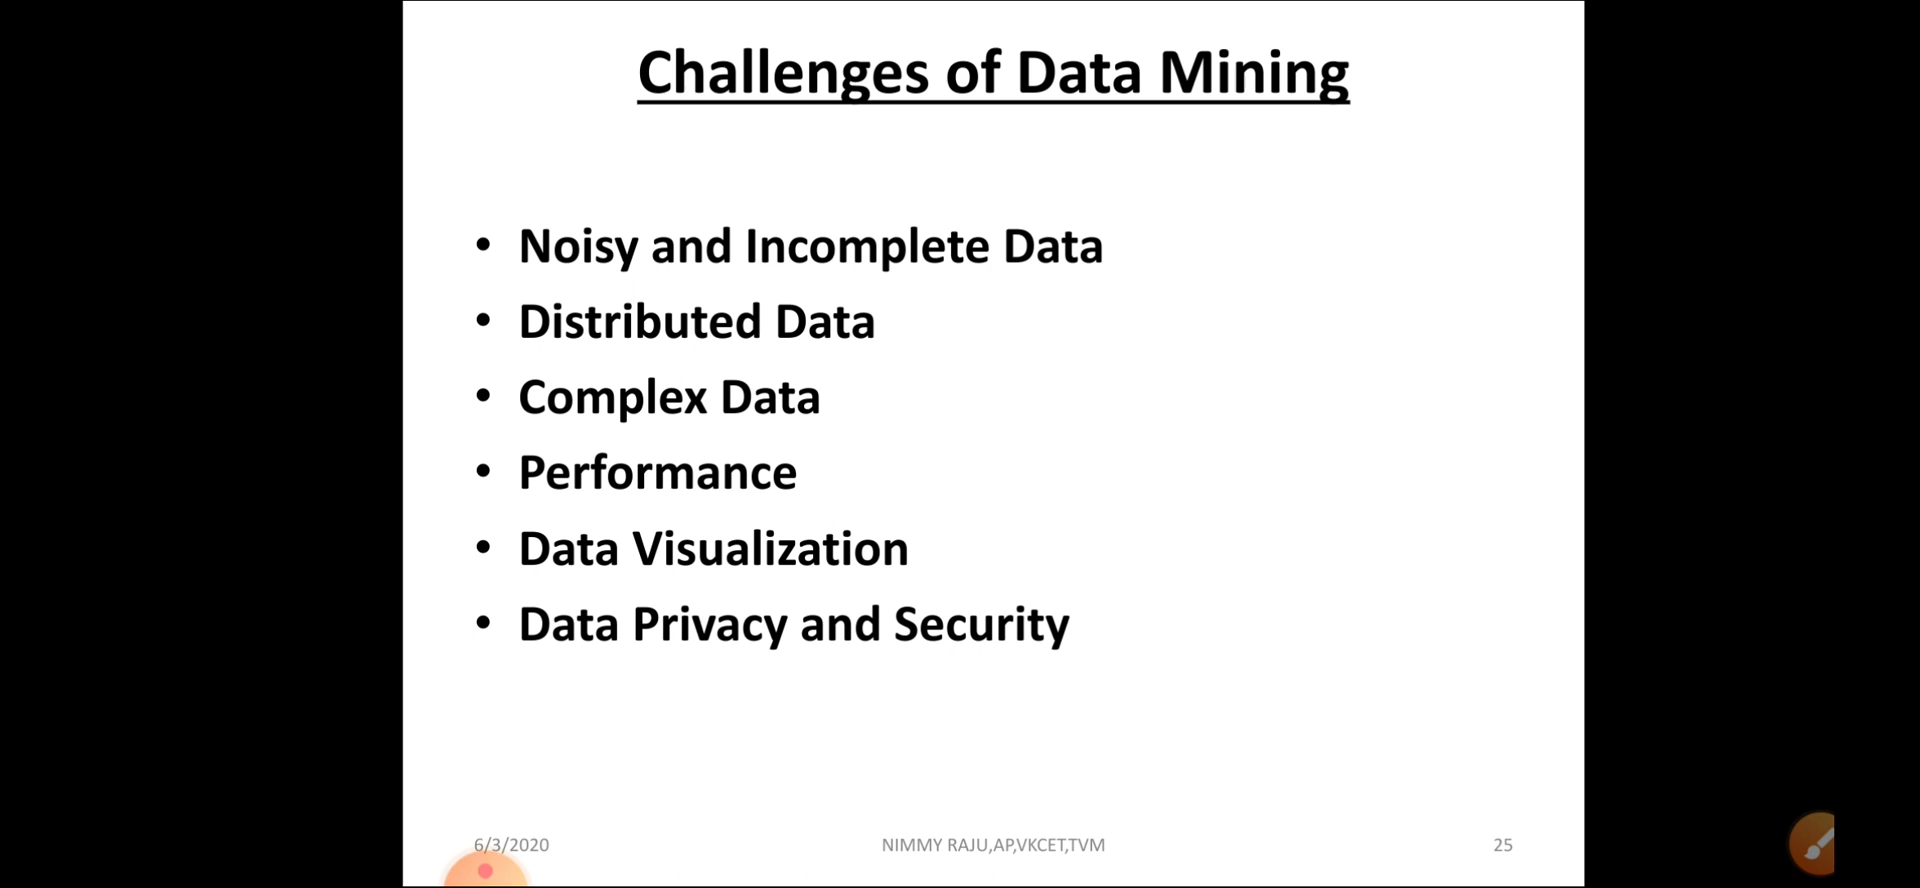 Challenges of Data Mining
• Noisy and Incomplete Data
• Distributed Data
• Complex Data
• Performance
• Data Visualization
• Data Privacy and Security
6/3/2020 NIMMY RAJU,AP,VKCET,TVM 25